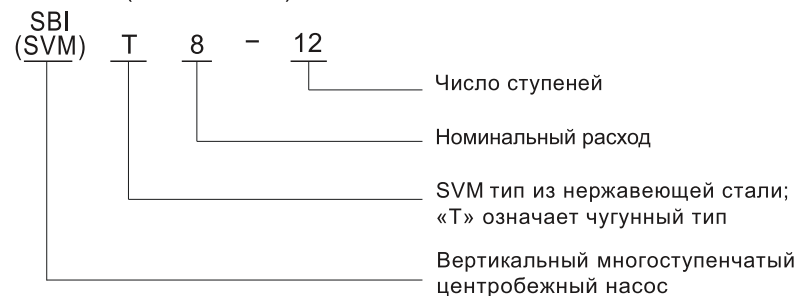 SBI
(SVM) T 8 - 12
Число ступеней
Номинальный расход
SVM тип из нержавеющей стали;
«Т» означает чугунный тип
Вертикальный многоступенчатый
центробежный насос